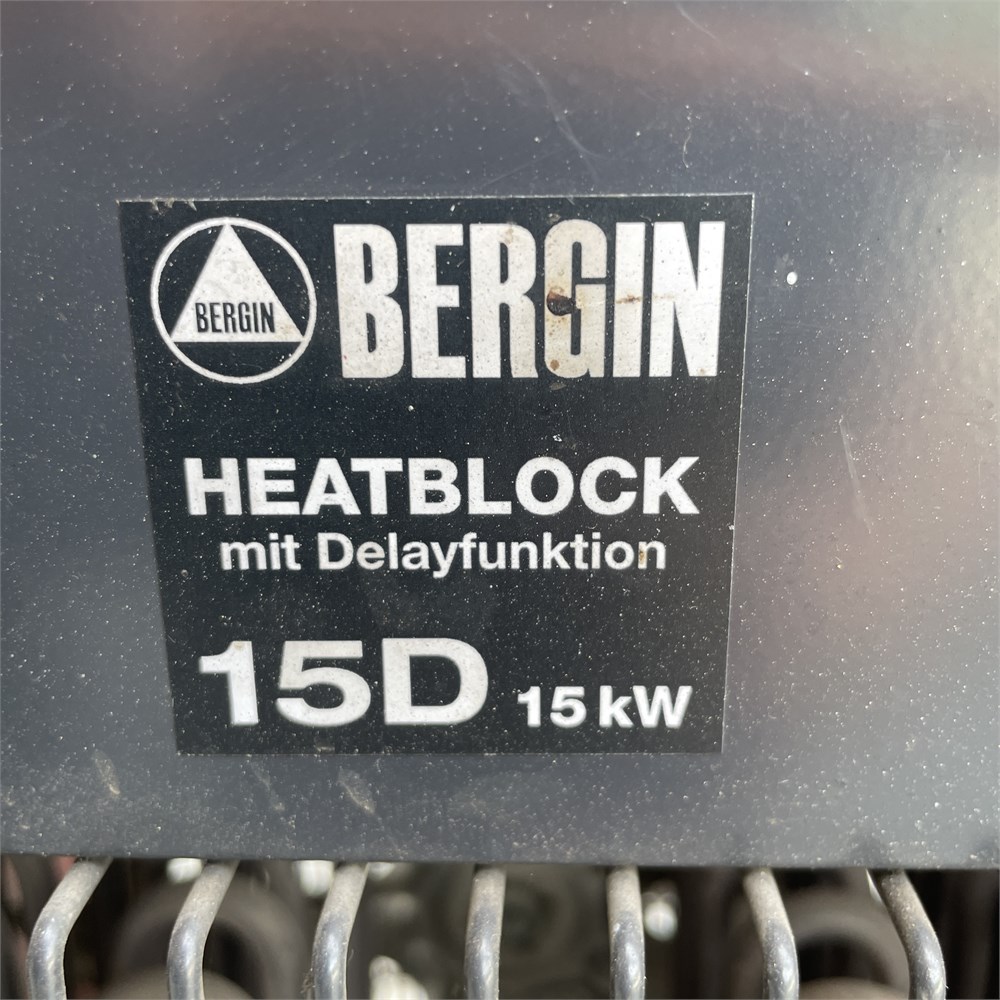 BERGIN
BERGIN
HEATBLOCK
mit Delayfunktion
15D 15 kW